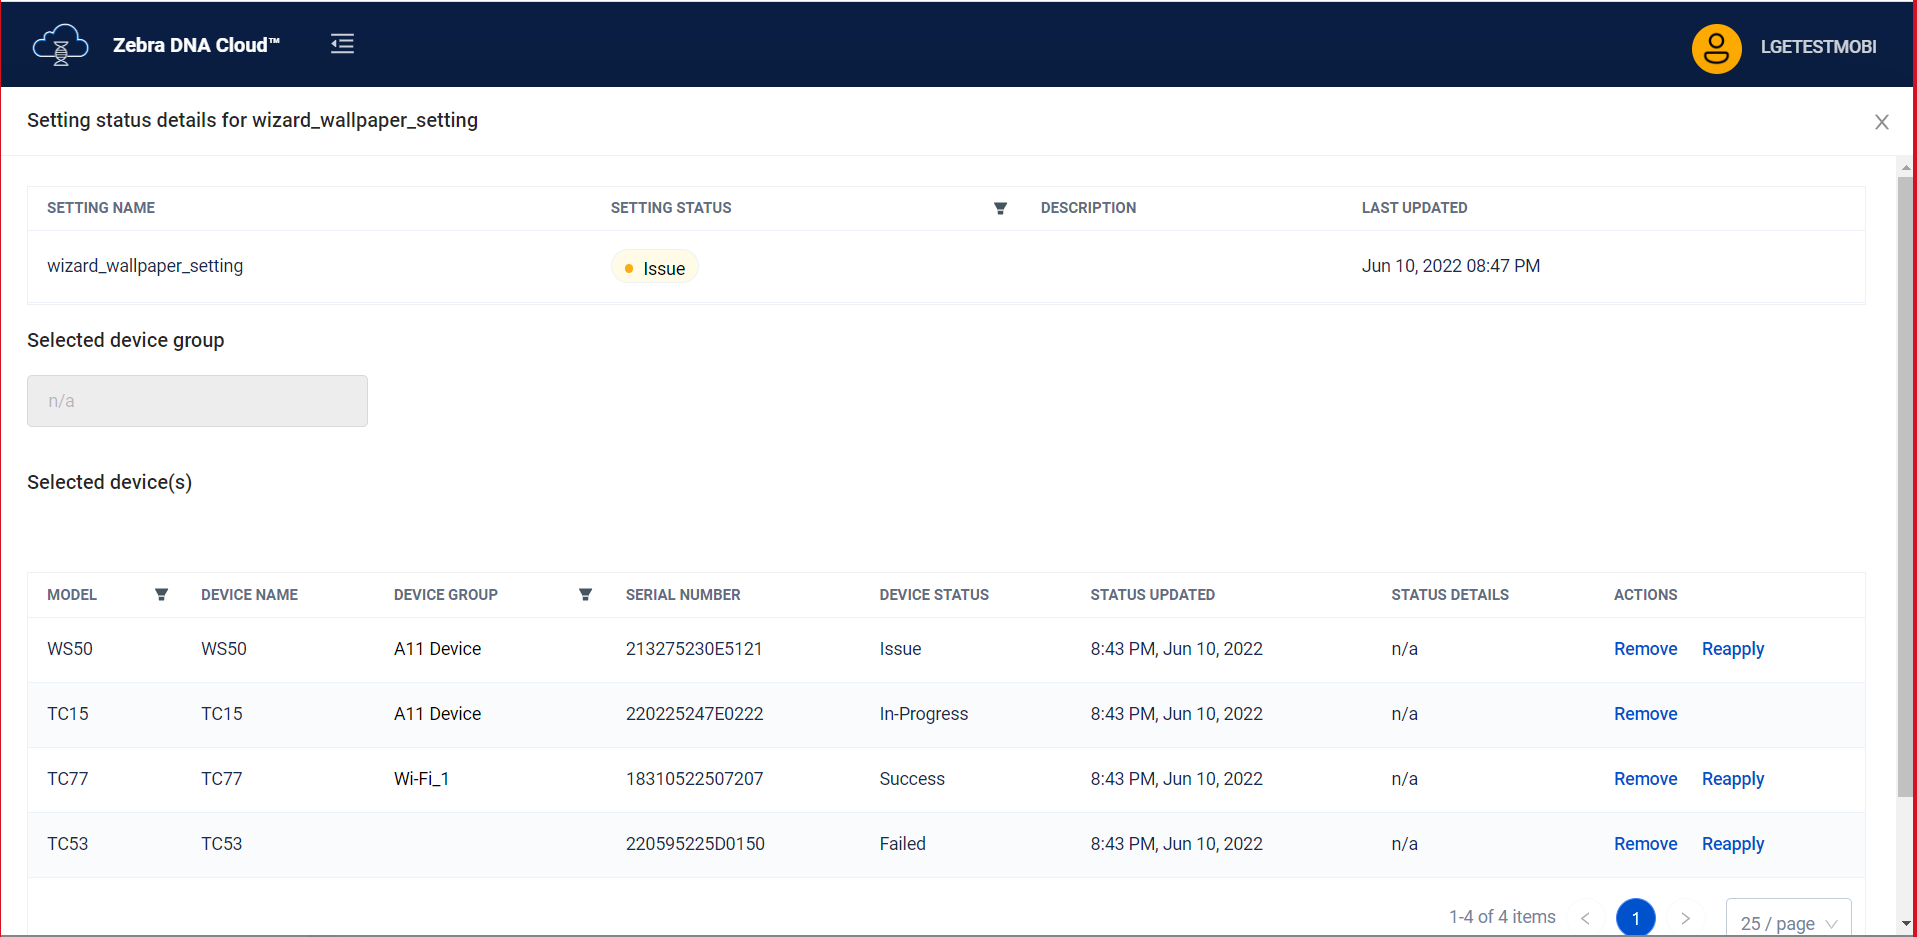 Zebra DNA Cloud™
LGETESTMOBI
Setting status details for wizard_wallpaper_setting
SETTING NAME SETTING STATUS DESCRIPTION LAST UPDATED
wizard_wallpaper_setting Issue Jun 10, 2022 08:47 PM
Selected device group
n/a
Selected device(s)
MODEL DEVICE NAME DEVICE GROUP SERIAL NUMBER DEVICE STATUS STATUS UPDATED STATUS DETAILS ACTIONS
WS50 WS50 A11 Device 213275230E5121 Issue 8:43 PM, Jun 10, 2022 n/a Remove Reapply
TC15 TC15 A11 Device 220225247E0222 In-Progress 8:43 PM, Jun 10, 2022 n/a Remove
TC77 TC77 Wi-Fi_1 18310522507207 Success 8:43 PM, Jun 10, 2022 n/a Remove Reapply
TC53 TC53 220595225D0150 Failed 8:43 PM, Jun 10, 2022 n/a Remove Reapply
1-4 of 4 items < 1 > 25 / page